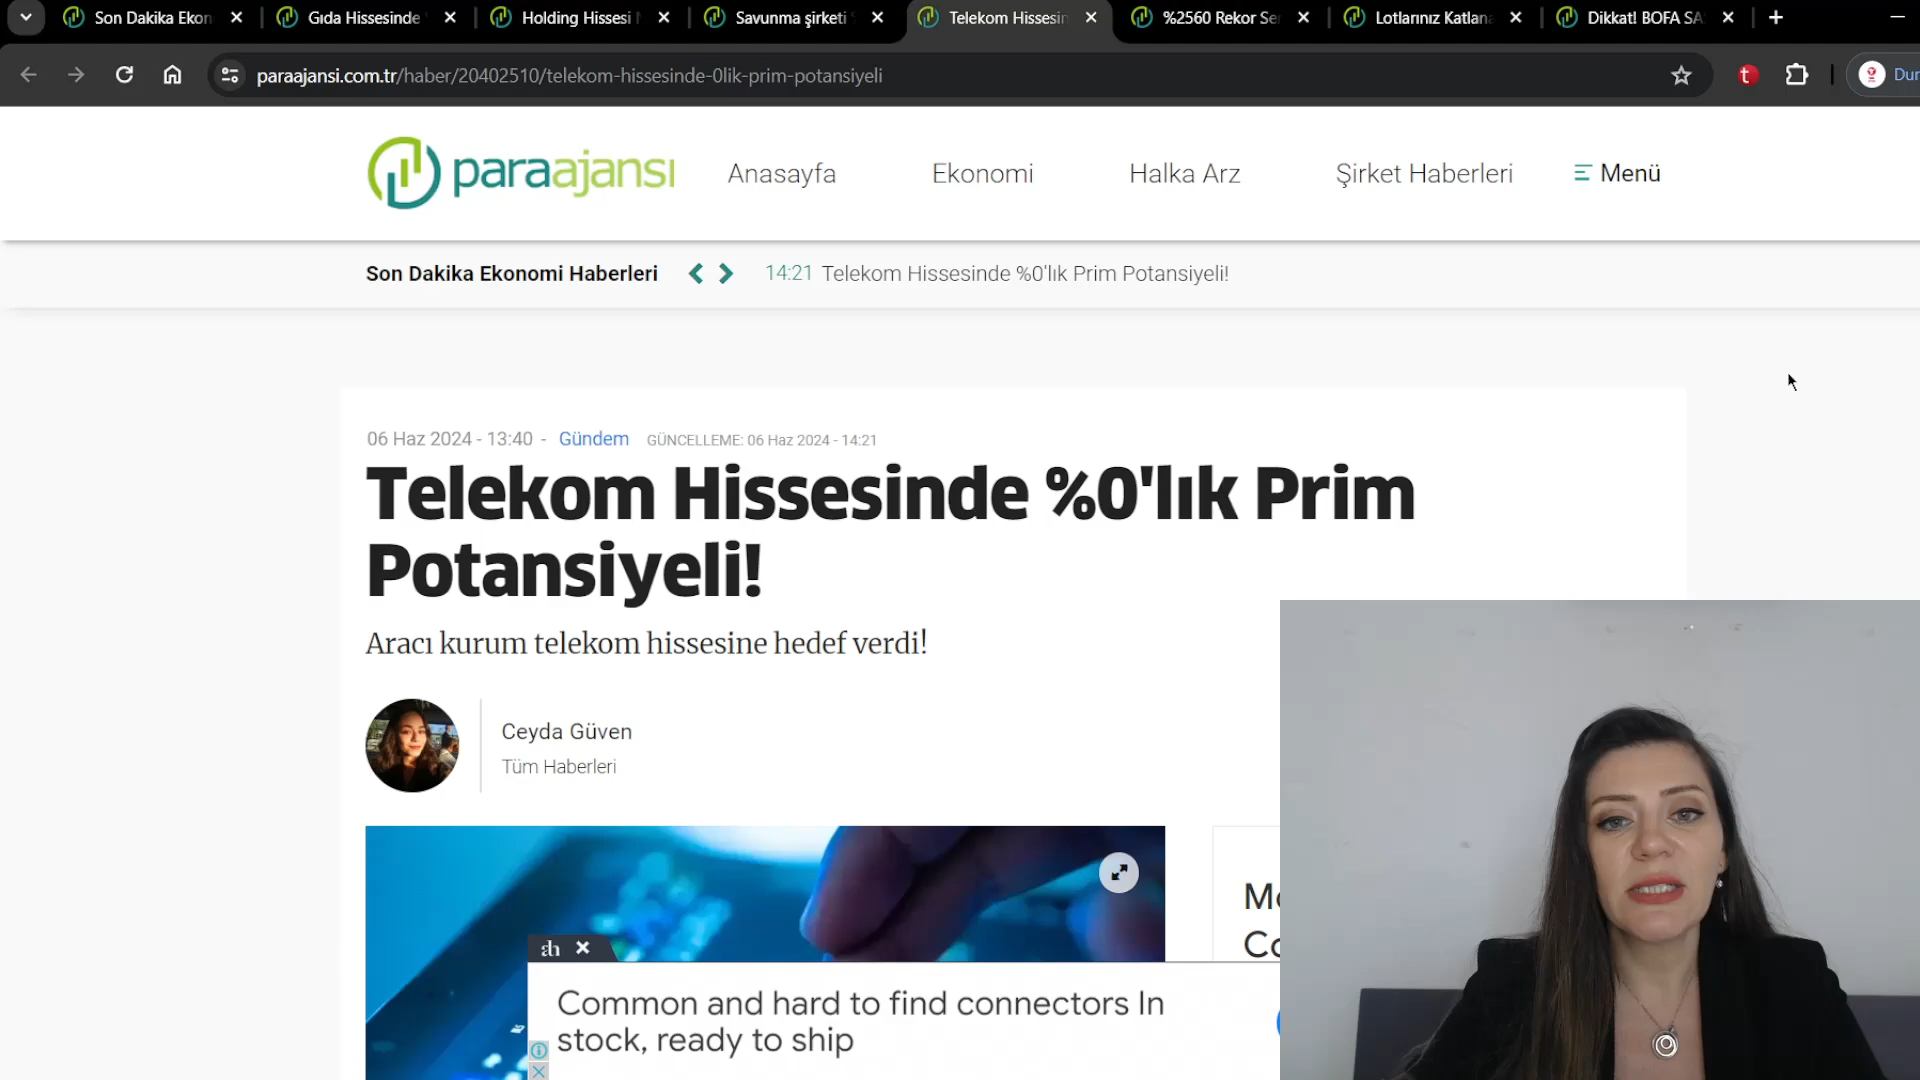 Son Dakika Ekon
Gıda Hissesinde
Holding Hissesi
Savunma şirketi
Telekom Hissesin
%2560 Rekor Se
Lotlarınız Katlana
Dikkat! BOFA SA
paraajansi.com.tr/haber/20402510/telekom-hissesinde-0lik-prim-potansiyeli
t
Dur
paraajansı
Anasayfa
Ekonomi
Halka Arz
Şirket Haberleri
Menü
Son Dakika Ekonomi Haberleri
14:21 Telekom Hissesinde %0'lık Prim Potansiyeli!
06 Haz 2024 - 13:40 - Gündem GÜNCELLEME: 06 Haz 2024 - 14:21
Telekom Hissesinde %0'lık Prim
Potansiyeli!
Aracı kurum telekom hissesine hedef verdi!
Ceyda Güven
Tüm Haberleri
ah
Common and hard to find connectors In
stock, ready to ship